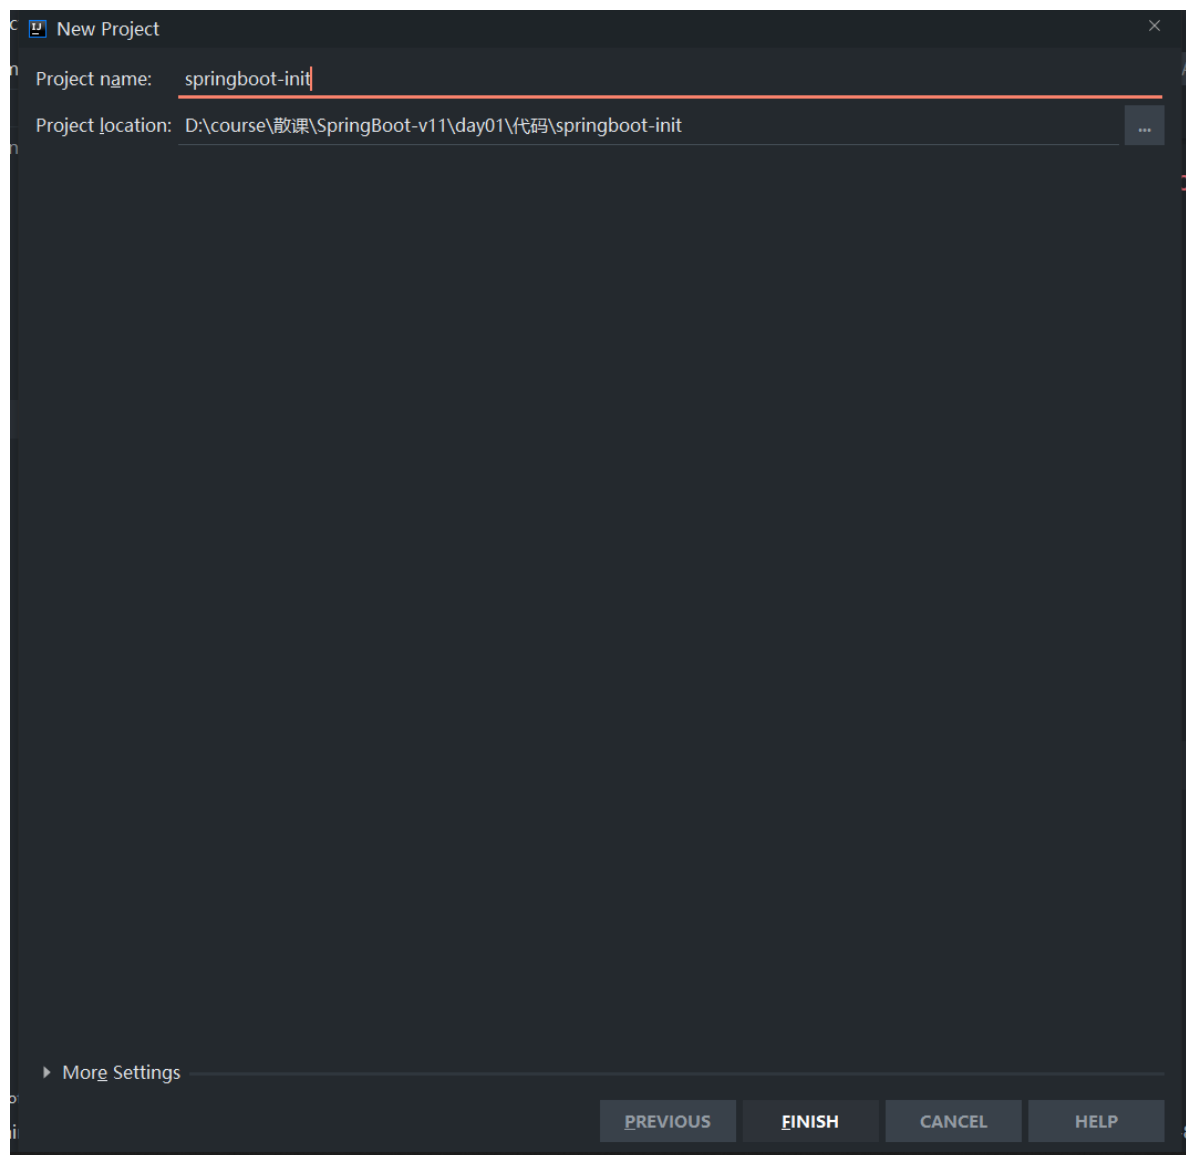 New Project
Project name: springboot-init
Project location: D:\course\散课\SpringBoot-v11\day01\代码\springboot-init
...
More Settings
PREVIOUS FINISH CANCEL HELP